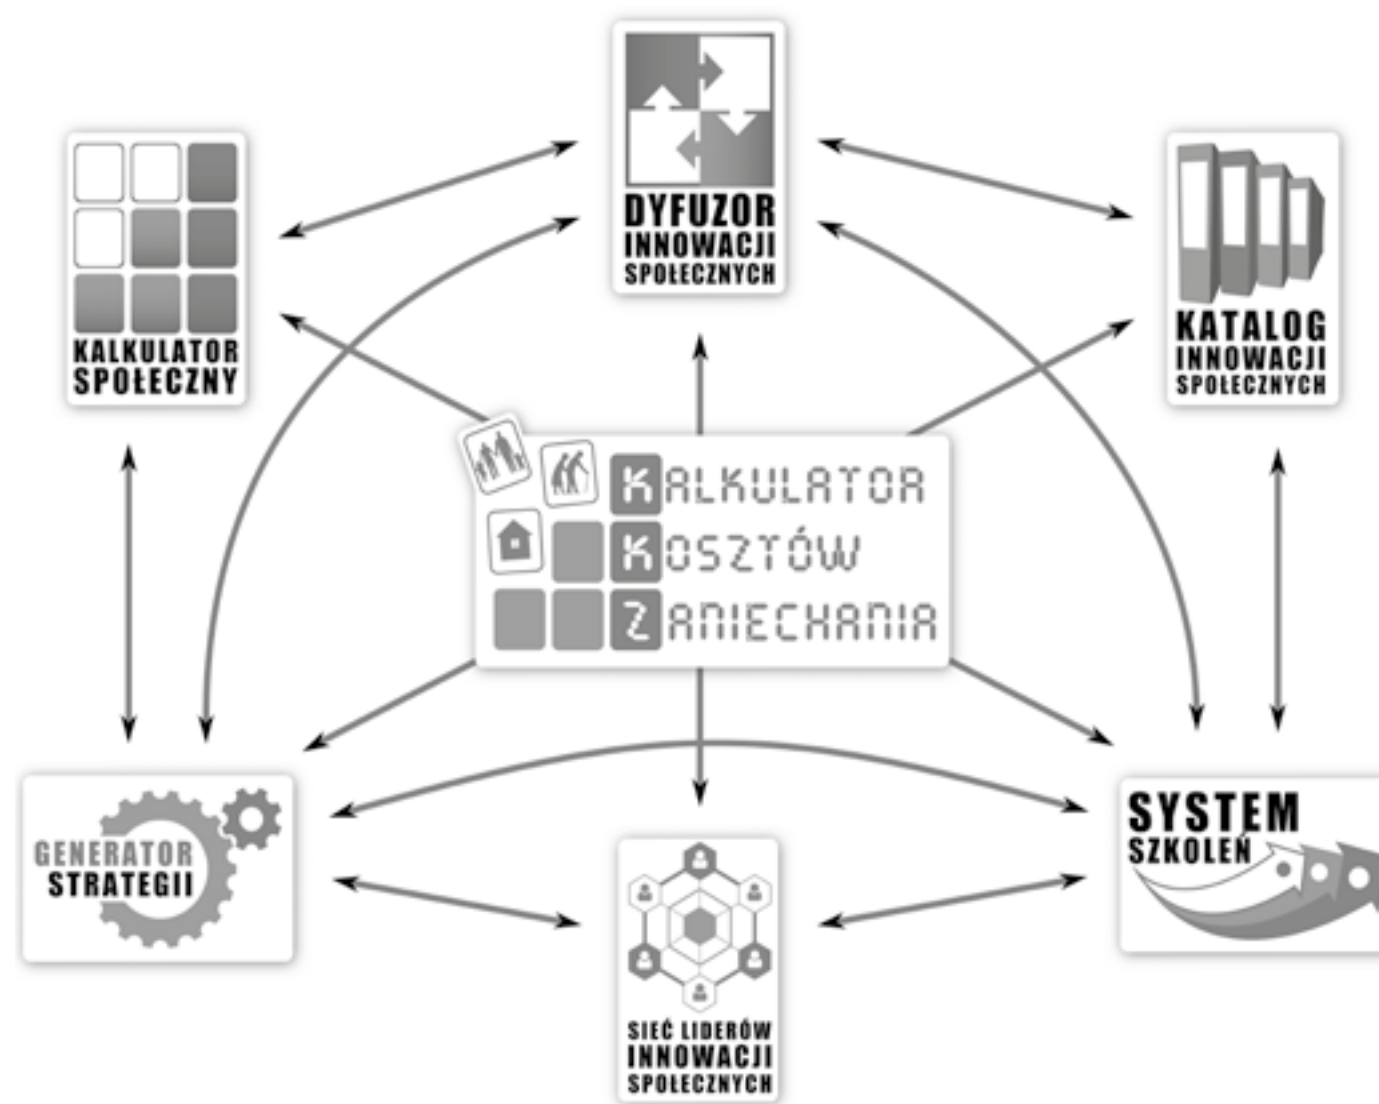 DYFUZOR
INNOWACJI
SPOŁECZNYCH
KALKULATOR
SPOŁECZNY
KATALOG
INNOWACJI
SPOŁECZNYCH
KALKULATOR
KOSZTÓW
ZANIECHANIA
GENERATOR
STRATEGII
SYSTEM
SZKOLEŃ
SIEĆ LIDERÓW
INNOWACJI
SPOŁECZNYCH